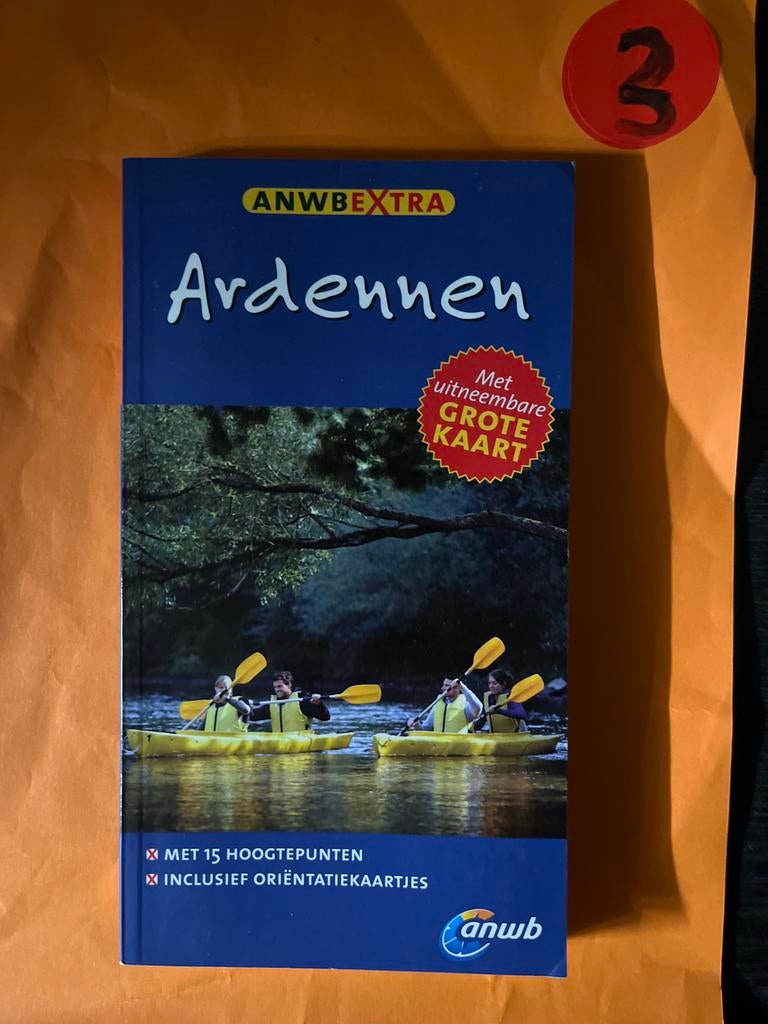 3
ANWBEXTRA
Ardennen
Met
uitneembare
GROTE
KAART
MET 15 HOOGTEPUNTEN
INCLUSIEF ORIËNTATIEKAARTJES
anwb